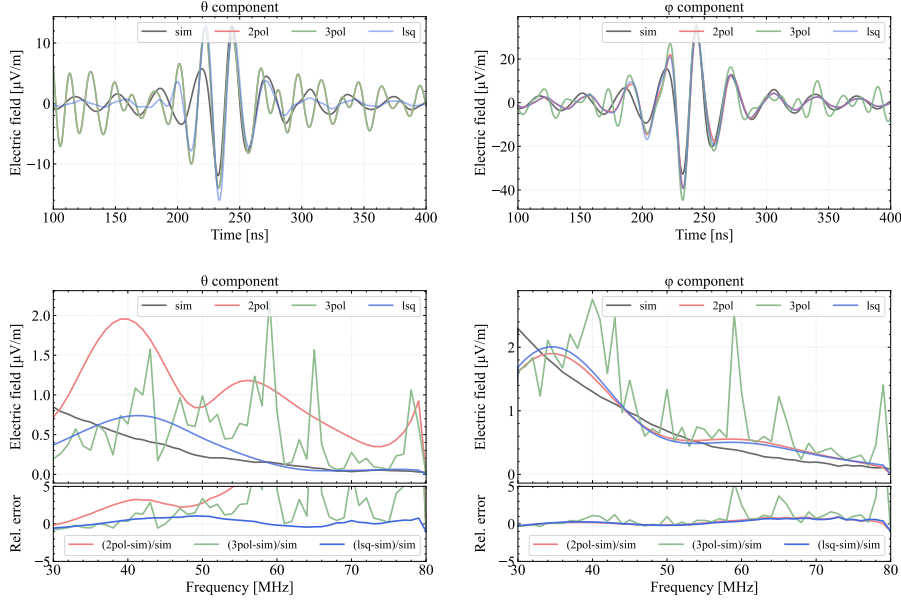 θ component
sim 2pol 3pol lsq
Electric field [μV/m]
10
0
−10
100 150 200 250 300 350 400
Time [ns]
φ component
sim 2pol 3pol lsq
Electric field [μV/m]
20
0
−20
−40
100 150 200 250 300 350 400
Time [ns]
θ component
sim 2pol 3pol lsq
Electric field [μV/m]
2.0
1.5
1.0
0.5
0.0
Rel. error
5
0
−5
(2pol-sim)/sim (3pol-sim)/sim (lsq-sim)/sim
30 40 50 60 70 80
Frequency [MHz]
φ component
sim 2pol 3pol lsq
Electric field [μV/m]
2
1
0
Rel. error
5
0
−5
(2pol-sim)/sim (3pol-sim)/sim (lsq-sim)/sim
30 40 50 60 70 80
Frequency [MHz]